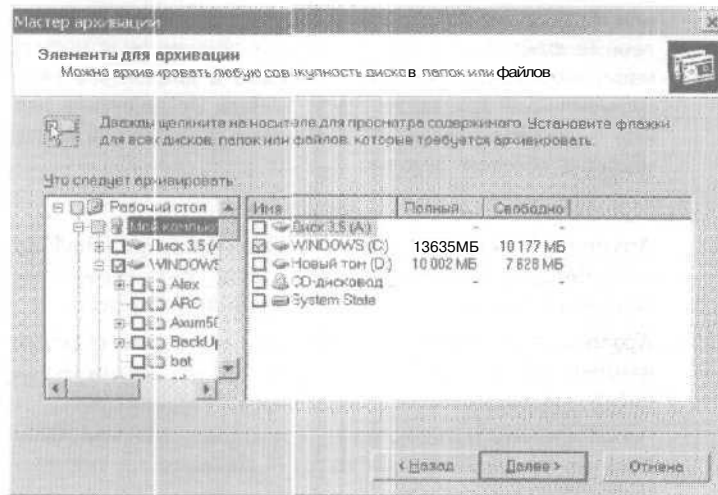 Мастер архивации
Элементы для архивации
Можно архивировать любую совокупность дисков, папок или файлов.
Дважды щелкните на носителе для просмотра содержимого. Установите флажки
для всех дисков, папок или файлов, которые требуется архивировать.
Что следует архивировать:
Рабочий стол
Мой компью
Диск 3,5 (A
WINDOWS
Alex
ARC
Axum5
BackUp
bat
Имя Полный... Свободно
Диск 3,5 (A:) - -
WINDOWS (C:) 13635МБ 10 177 МБ
Новый том (D:) 10 002 МБ 7 828 МБ
CD-дисковод... - -
System State
< Назад Далее > Отмена